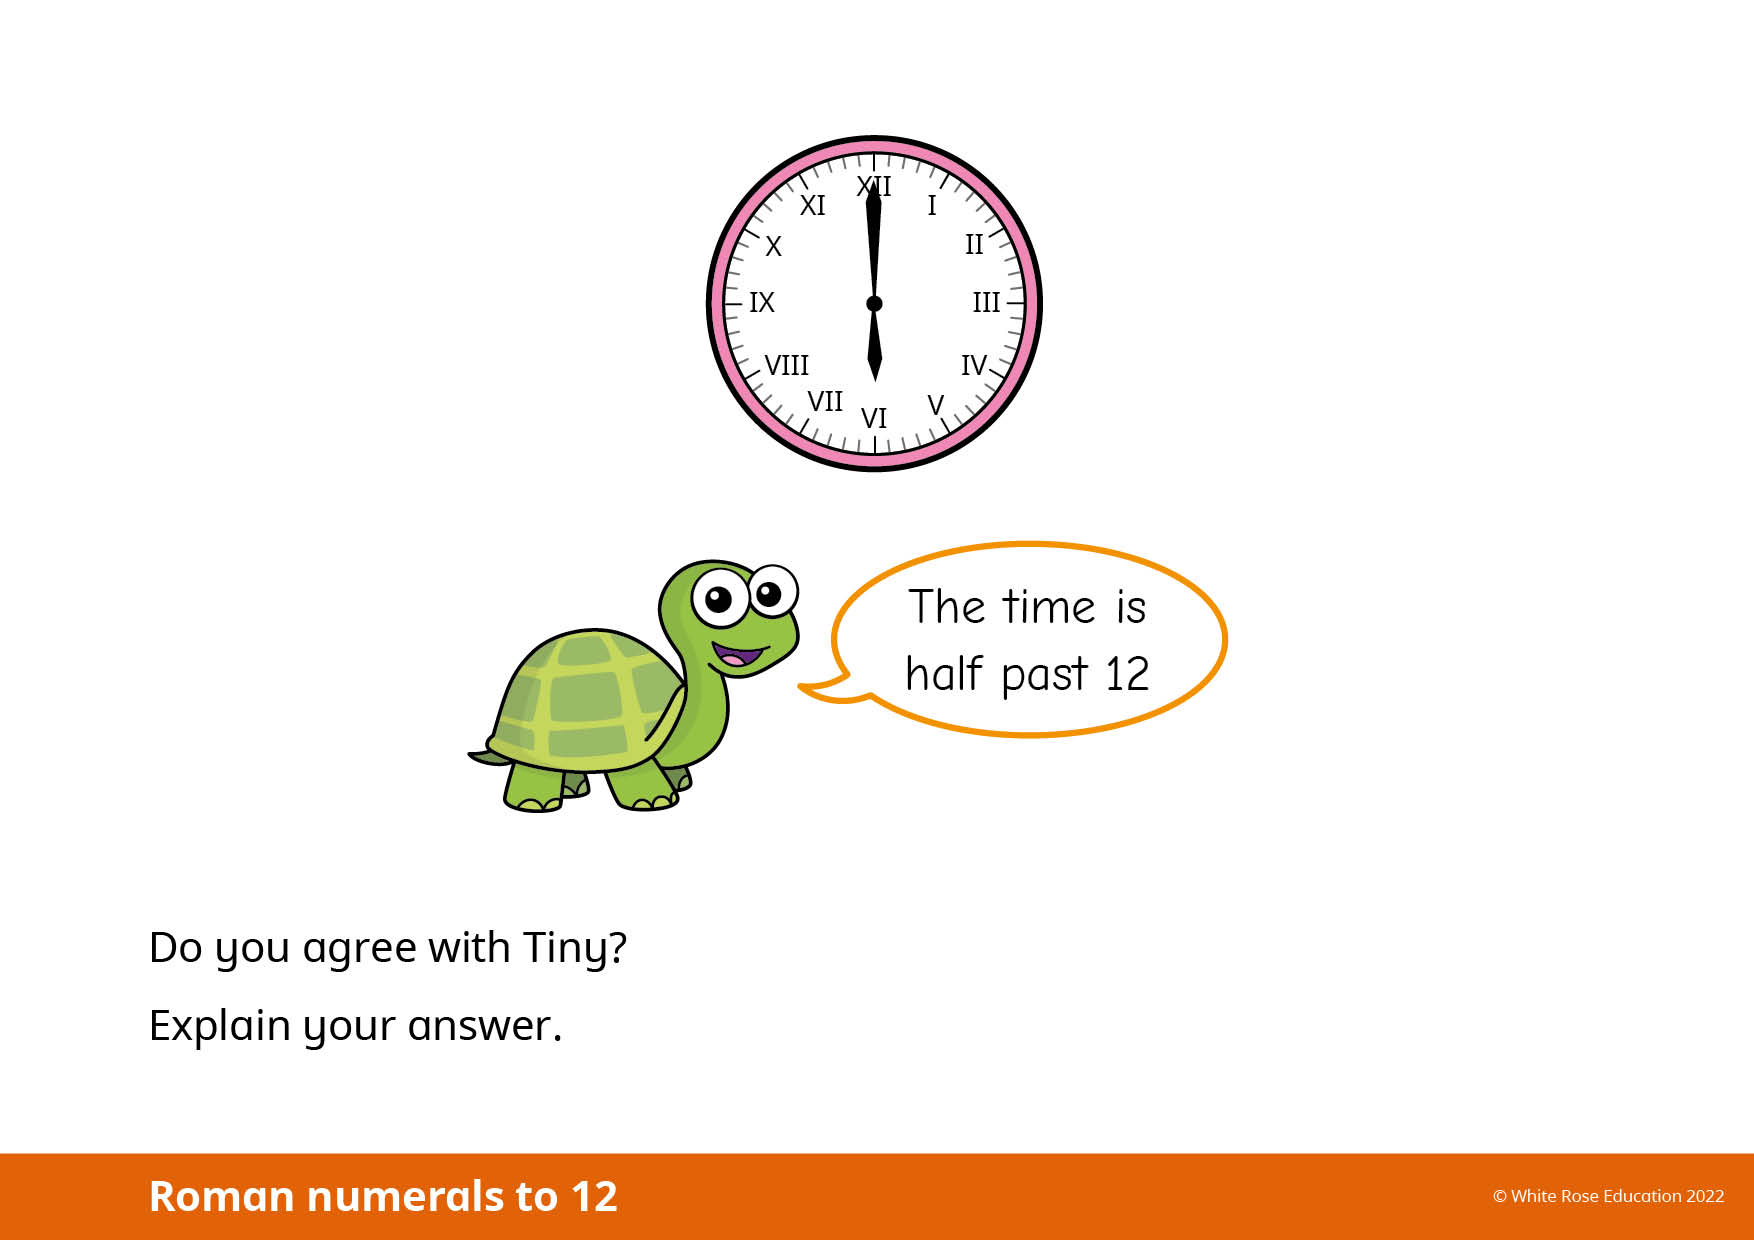 XII
I
II
III
IV
V
VI
VII
VIII
IX
X
XI
The time is
half past 12
Do you agree with Tiny?
Explain your answer.
Roman numerals to 12
© White Rose Education 2022